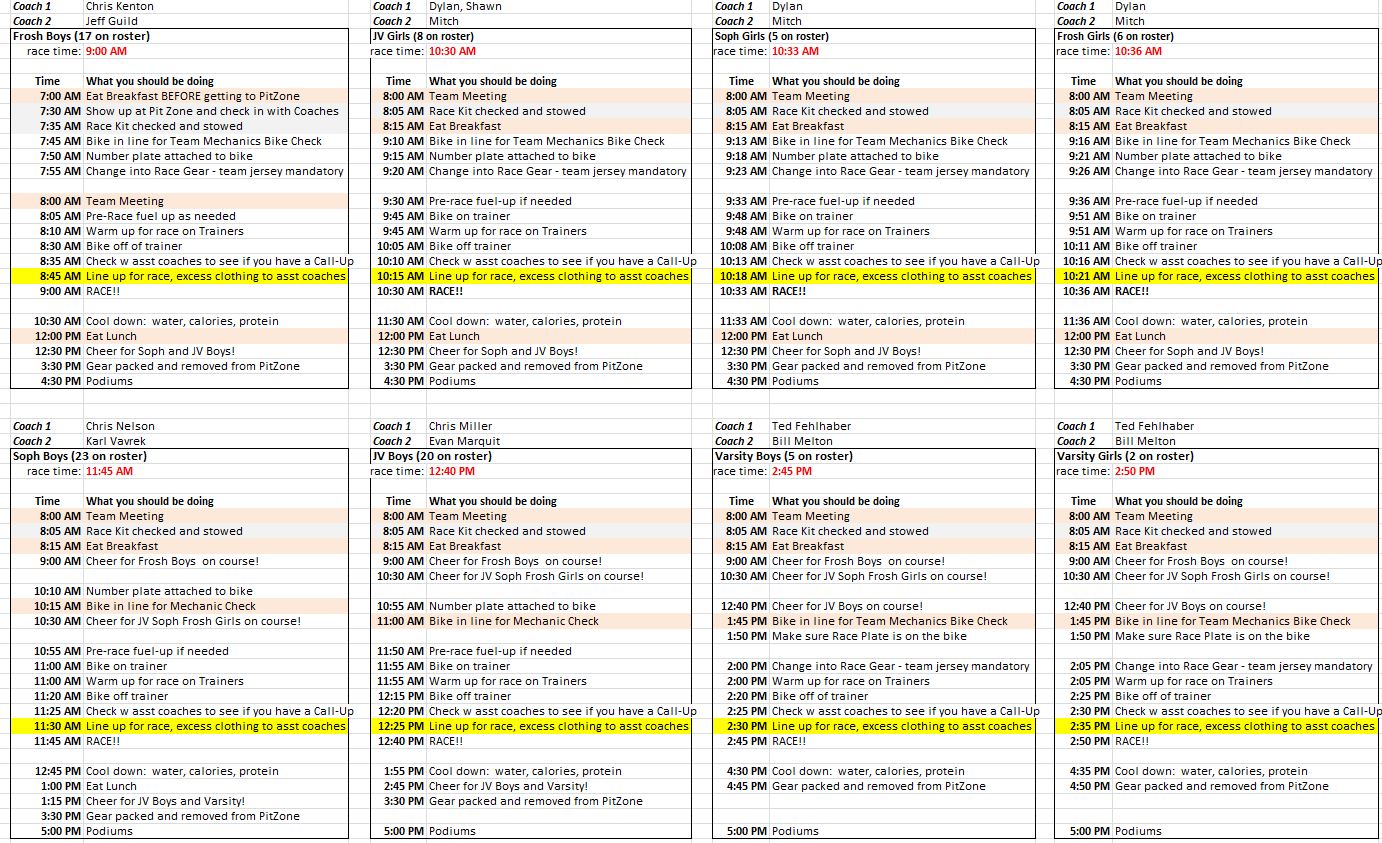 Coach 1 Chris Kenton
Coach 2 Jeff Guild
Frosh Boys (17 on roster)
race time: 9:00 AM
Time What you should be doing
7:00 AM Eat Breakfast BEFORE getting to PitZone
7:30 AM Show up at Pit Zone and check in with Coaches
7:35 AM Race Kit checked and stowed
7:45 AM Bike in line for Team Mechanics Bike Check
7:50 AM Number plate attached to bike
7:55 AM Change into Race Gear - team jersey mandatory
8:00 AM Team Meeting
8:05 AM Pre-Race fuel up as needed
8:10 AM Warm up for race on Trainers
8:30 AM Bike off of trainer
8:35 AM Check w asst coaches to see if you have a Call-Up
8:45 AM Line up for race, excess clothing to asst coaches
9:00 AM RACE!!
10:30 AM Cool down: water, calories, protein
12:00 PM Eat Lunch
12:30 PM Cheer for Soph and JV Boys!
3:30 PM Gear packed and removed from PitZone
4:30 PM Podiums
Coach 1 Dylan, Shawn
Coach 2 Mitch
JV Girls (8 on roster)
race time: 10:30 AM
Time What you should be doing
8:00 AM Team Meeting
8:05 AM Race Kit checked and stowed
8:15 AM Eat Breakfast
9:10 AM Bike in line for Team Mechanics Bike Check
9:15 AM Number plate attached to bike
9:20 AM Change into Race Gear - team jersey mandatory
9:30 AM Pre-race fuel-up if needed
9:45 AM Bike on trainer
9:45 AM Warm up for race on Trainers
10:05 AM Bike off of trainer
10:10 AM Check w asst coaches to see if you have a Call-Up
10:15 AM Line up for race, excess clothing to asst coaches
10:30 AM RACE!!
11:30 AM Cool down: water, calories, protein
12:00 PM Eat Lunch
12:30 PM Cheer for Soph and JV Boys!
3:30 PM Gear packed and removed from PitZone
4:30 PM Podiums
Coach 1 Dylan
Coach 2 Mitch
Soph Girls (5 on roster)
race time: 10:33 AM
Time What you should be doing
8:00 AM Team Meeting
8:05 AM Race Kit checked and stowed
8:15 AM Eat Breakfast
9:13 AM Bike in line for Team Mechanics Bike Check
9:18 AM Number plate attached to bike
9:23 AM Change into Race Gear - team jersey mandatory
9:33 AM Pre-race fuel-up if needed
9:48 AM Bike on trainer
9:48 AM Warm up for race on Trainers
10:08 AM Bike off of trainer
10:13 AM Check w asst coaches to see if you have a Call-Up
10:18 AM Line up for race, excess clothing to asst coaches
10:33 AM RACE!!
11:33 AM Cool down: water, calories, protein
12:00 PM Eat Lunch
12:30 PM Cheer for Soph and JV Boys!
3:30 PM Gear packed and removed from PitZone
4:30 PM Podiums
Coach 1 Dylan
Coach 2 Mitch
Frosh Girls (6 on roster)
race time: 10:36 AM
Time What you should be doing
8:00 AM Team Meeting
8:05 AM Race Kit checked and stowed
8:15 AM Eat Breakfast
9:16 AM Bike in line for Team Mechanics Bike Check
9:21 AM Number plate attached to bike
9:26 AM Change into Race Gear - team jersey mandatory
9:36 AM Pre-race fuel-up if needed
9:51 AM Bike on trainer
9:51 AM Warm up for race on Trainers
10:11 AM Bike off of trainer
10:16 AM Check w asst coaches to see if you have a Call-Up
10:21 AM Line up for race, excess clothing to asst coaches
10:36 AM RACE!!
11:36 AM Cool down: water, calories, protein
12:00 PM Eat Lunch
12:30 PM Cheer for Soph and JV Boys!
3:30 PM Gear packed and removed from PitZone
4:30 PM Podiums
Coach 1 Chris Nelson
Coach 2 Karl Vavrek
Soph Boys (23 on roster)
race time: 11:45 AM
Time What you should be doing
8:00 AM Team Meeting
8:05 AM Race Kit checked and stowed
8:15 AM Eat Breakfast
9:00 AM Cheer for Frosh Boys on course!
10:10 AM Number plate attached to bike
10:15 AM Bike in line for Mechanic Check
10:30 AM Cheer for JV Soph Frosh Girls on course!
10:55 AM Pre-race fuel-up if needed
11:00 AM Bike on trainer
11:00 AM Warm up for race on Trainers
11:20 AM Bike off of trainer
11:25 AM Check w asst coaches to see if you have a Call-Up
11:30 AM Line up for race, excess clothing to asst coaches
11:45 AM RACE!!
12:45 PM Cool down: water, calories, protein
1:00 PM Eat Lunch
1:15 PM Cheer for JV Boys and Varsity!
3:30 PM Gear packed and removed from PitZone
5:00 PM Podiums
Coach 1 Chris Miller
Coach 2 Evan Marquit
JV Boys (20 on roster)
race time: 12:40 PM
Time What you should be doing
8:00 AM Team Meeting
8:05 AM Race Kit checked and stowed
8:15 AM Eat Breakfast
9:00 AM Cheer for Frosh Boys on course!
10:30 AM Cheer for JV Soph Frosh Girls on course!
10:55 AM Number plate attached to bike
11:00 AM Bike in line for Mechanic Check
11:50 AM Pre-race fuel-up if needed
11:55 AM Bike on trainer
11:55 AM Warm up for race on Trainers
12:15 PM Bike off of trainer
12:20 PM Check w asst coaches to see if you have a Call-Up
12:25 PM Line up for race, excess clothing to asst coaches
12:40 PM RACE!!
1:55 PM Cool down: water, calories, protein
2:45 PM Cheer for JV Boys and Varsity!
3:30 PM Gear packed and removed from PitZone
5:00 PM Podiums
Coach 1 Ted Fehlhaber
Coach 2 Bill Melton
Varsity Boys (5 on roster)
race time: 2:45 PM
Time What you should be doing
8:00 AM Team Meeting
8:05 AM Race Kit checked and stowed
8:15 AM Eat Breakfast
9:00 AM Cheer for Frosh Boys on course!
10:30 AM Cheer for JV Soph Frosh Girls on course!
12:40 PM Cheer for JV Boys on course!
1:45 PM Bike in line for Team Mechanics Bike Check
1:50 PM Make sure Race Plate is on the bike
2:00 PM Change into Race Gear - team jersey mandatory
2:00 PM Warm up for race on Trainers
2:20 PM Bike off of trainer
2:25 PM Check w asst coaches to see if you have a Call-Up
2:30 PM Line up for race, excess clothing to asst coaches
2:45 PM RACE!!
4:30 PM Cool down: water, calories, protein
4:45 PM Gear packed and removed from PitZone
5:00 PM Podiums
Coach 1 Ted Fehlhaber
Coach 2 Bill Melton
Varsity Girls (2 on roster)
race time: 2:50 PM
Time What you should be doing
8:00 AM Team Meeting
8:05 AM Race Kit checked and stowed
8:15 AM Eat Breakfast
9:00 AM Cheer for Frosh Boys on course!
10:30 AM Cheer for JV Soph Frosh Girls on course!
12:40 PM Cheer for JV Boys on course!
1:45 PM Bike in line for Team Mechanics Bike Check
1:50 PM Make sure Race Plate is on the bike
2:05 PM Change into Race Gear - team jersey mandatory
2:05 PM Warm up for race on Trainers
2:25 PM Bike off of trainer
2:30 PM Check w asst coaches to see if you have a Call-Up
2:35 PM Line up for race, excess clothing to asst coaches
2:50 PM RACE!!
4:35 PM Cool down: water, calories, protein
4:50 PM Gear packed and removed from PitZone
5:00 PM Podiums